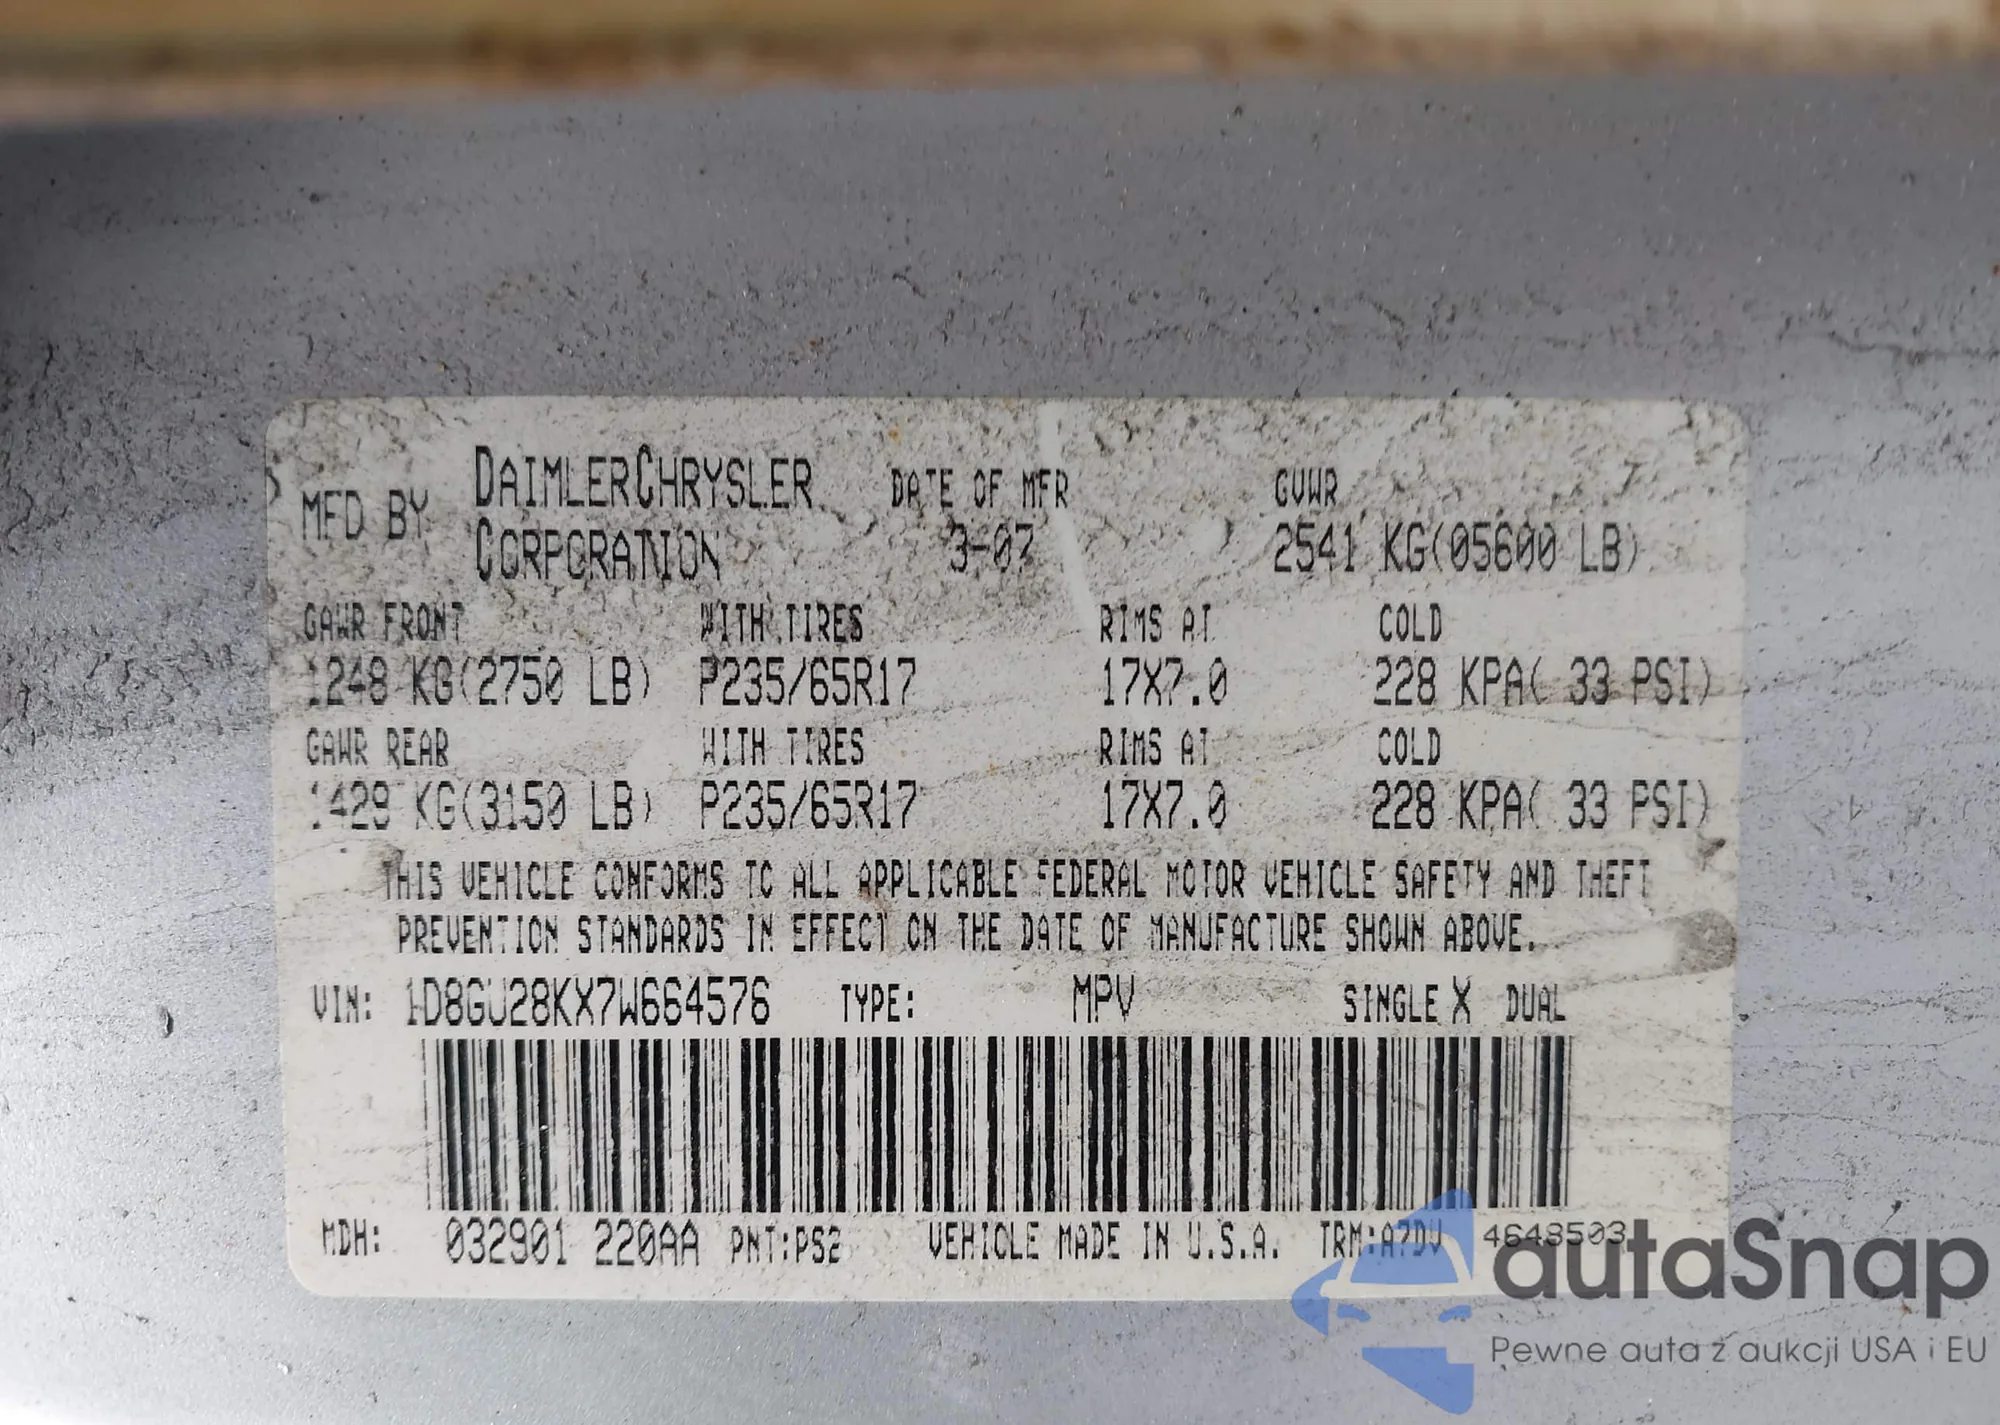 MFD BY DAIMLERCHRYSLER CORPORATION DATE OF MFR 3-07 GVWR 2541 KG(05600 LB)
GAWR FRONT WITH TIRES RIMS AT COLD
1248 KG(2750 LB) P235/65R17 17X7.0 228 KPA( 33 PSI)
GAWR REAR WITH TIRES RIMS AT COLD
1429 KG(3150 LB) P235/65R17 17X7.0 228 KPA( 33 PSI)
THIS VEHICLE CONFORMS TO ALL APPLICABLE FEDERAL MOTOR VEHICLE SAFETY AND THEFT
PREVENTION STANDARDS IN EFFECT ON THE DATE OF MANUFACTURE SHOWN ABOVE.
VIN: 1D8GU28KX7W664576 TYPE: MPV SINGLE X DUAL
MDH: 032901 220AA PNT:PS2 VEHICLE MADE IN U.S.A. TRM:A7DV 4648503
autaSnap
Pewne auta z aukcji USA i EU